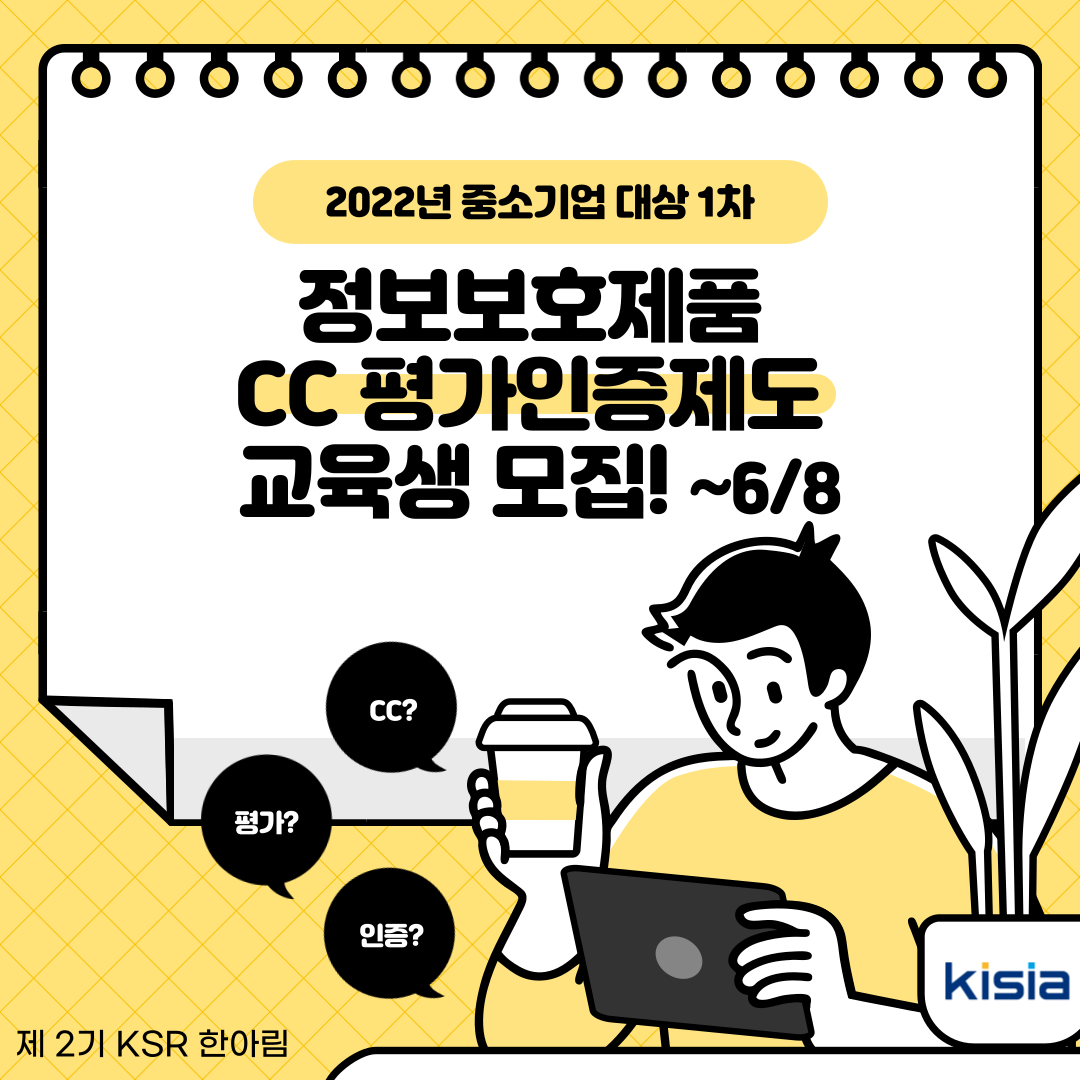 2022년 중소기업 대상 1차
정보보호제품
CC 평가인증제도
교육생 모집! ~6/8
CC?
평가?
인증?
kisia
제 2기 KSR 한아림